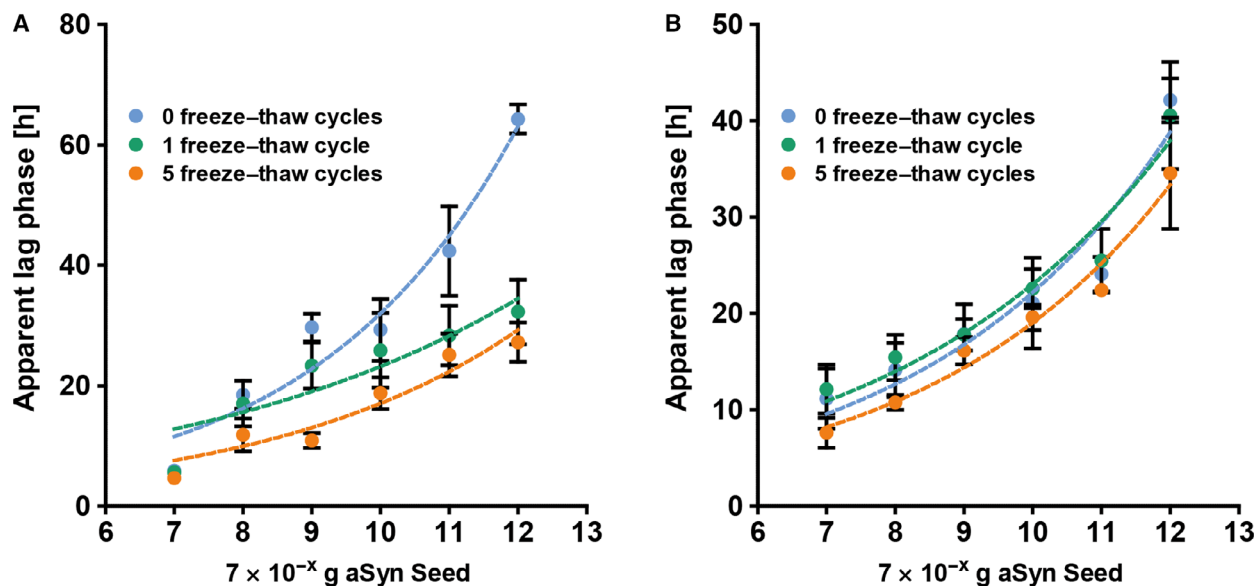 A
80
60
40
20
0
Apparent lag phase [h]
0 freeze–thaw cycles
1 freeze–thaw cycle
5 freeze–thaw cycles
6 7 8 9 10 11 12 13
7 × 10⁻ˣ g aSyn Seed
B
50
40
30
20
10
0
Apparent lag phase [h]
0 freeze–thaw cycles
1 freeze–thaw cycle
5 freeze–thaw cycles
6 7 8 9 10 11 12 13
7 × 10⁻ˣ g aSyn Seed